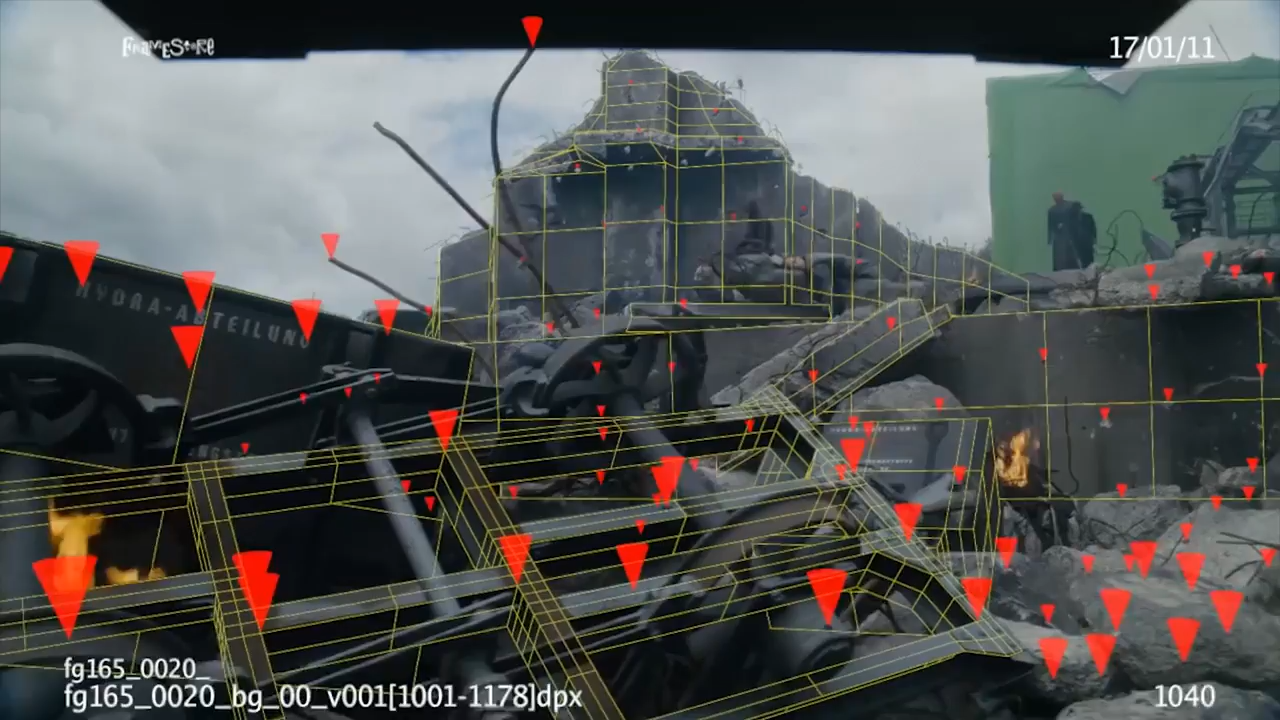 FRAMESTORE
17/01/11
HYDRA-ABTEILUNG
fg165_0020_
fg165_0020_bg_00_v001[1001-1178]dpx
1040